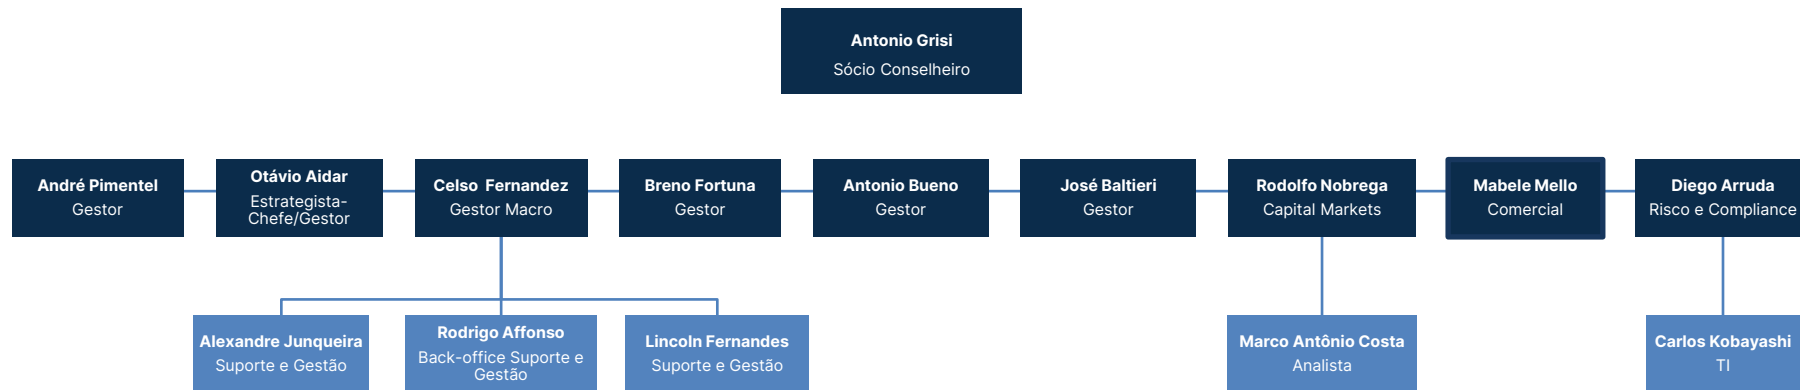 Antonio Grisi
Sócio Conselheiro
André Pimentel
Gestor
Otávio Aidar
Estrategista-
Chefe/Gestor
Celso Fernandez
Gestor Macro
Breno Fortuna
Gestor
Antonio Bueno
Gestor
José Baltieri
Gestor
Rodolfo Nobrega
Capital Markets
Mabele Mello
Comercial
Diego Arruda
Risco e Compliance
Alexandre Junqueira
Suporte e Gestão
Rodrigo Affonso
Back-office Suporte e
Gestão
Lincoln Fernandes
Suporte e Gestão
Marco Antônio Costa
Analista
Carlos Kobayashi
TI